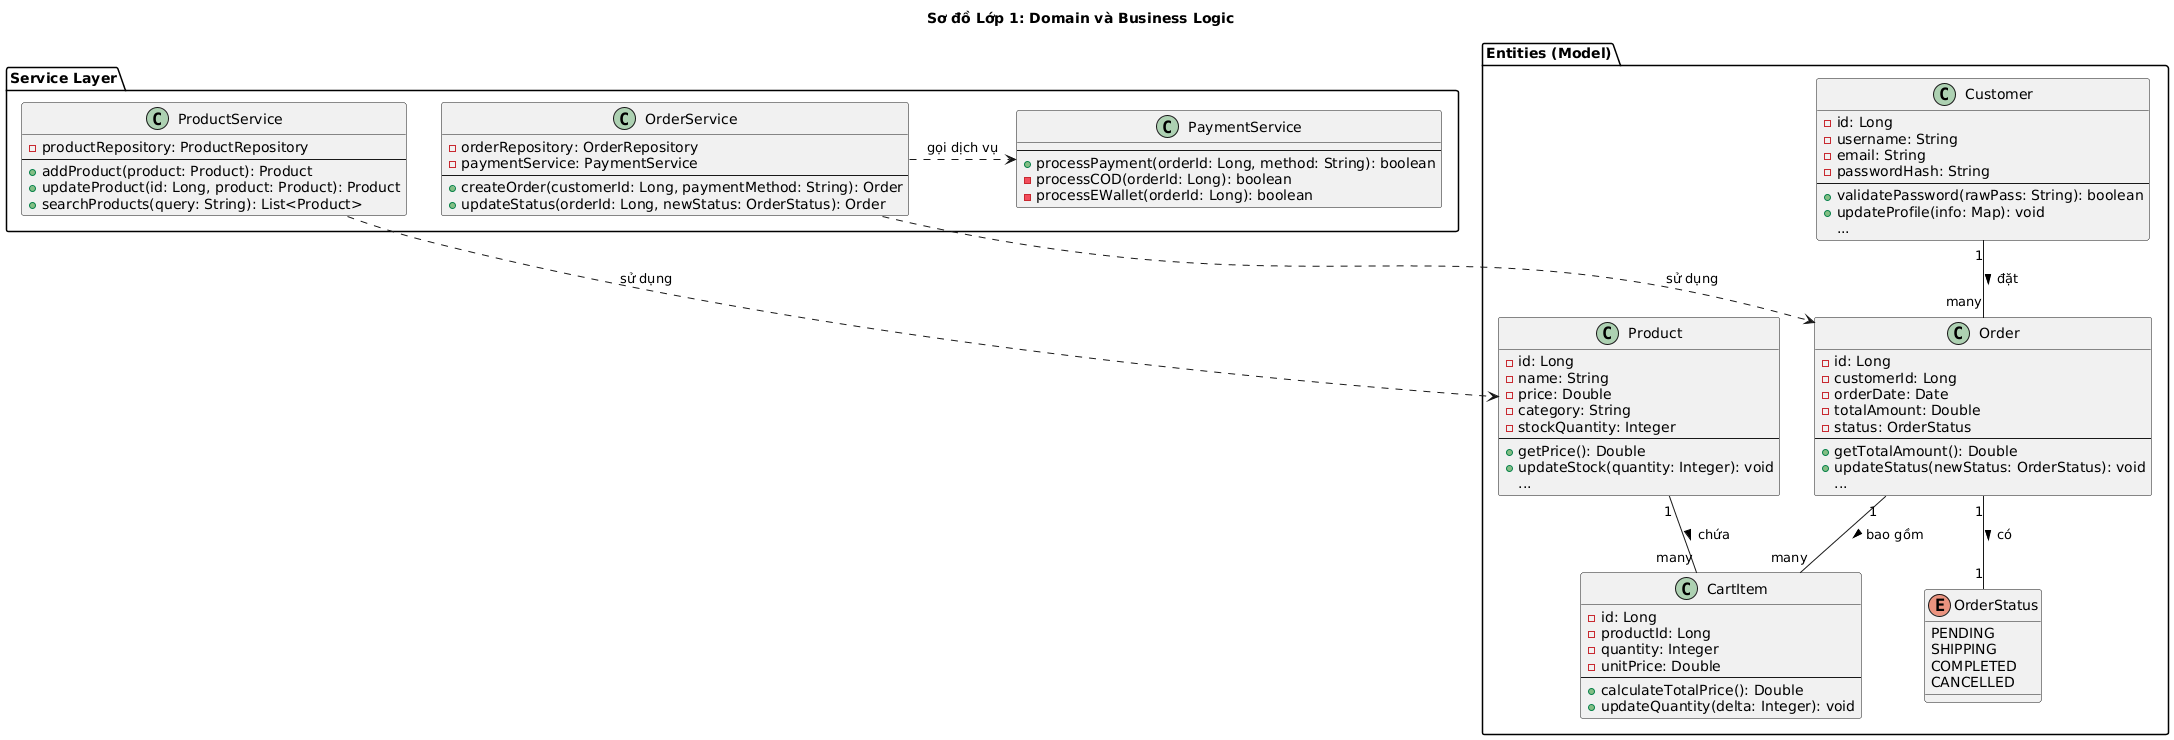 Sơ đồ Lớp 1: Domain và Business Logic
Service Layer
ProductService
productRepository: ProductRepository
addProduct(product: Product): Product
updateProduct(id: Long, product: Product): Product
searchProducts(query: String): List<Product>
OrderService
orderRepository: OrderRepository
paymentService: PaymentService
createOrder(customerId: Long, paymentMethod: String): Order
updateStatus(orderId: Long, newStatus: OrderStatus): Order
gọi dịch vụ
PaymentService
processPayment(orderId: Long, method: String): boolean
processCOD(orderId: Long): boolean
processEWallet(orderId: Long): boolean
sử dụng
sử dụng
Entities (Model)
Customer
id: Long
username: String
email: String
passwordHash: String
validatePassword(rawPass: String): boolean
updateProfile(info: Map): void
...
1
đặt
many
Product
id: Long
name: String
price: Double
category: String
stockQuantity: Integer
getPrice(): Double
updateStock(quantity: Integer): void
...
Order
id: Long
customerId: Long
orderDate: Date
totalAmount: Double
status: OrderStatus
getTotalAmount(): Double
updateStatus(newStatus: OrderStatus): void
...
1
chứa
many
1
bao gồm
many
1
có
1
CartItem
id: Long
productId: Long
quantity: Integer
unitPrice: Double
calculateTotalPrice(): Double
updateQuantity(delta: Integer): void
OrderStatus
PENDING
SHIPPING
COMPLETED
CANCELLED